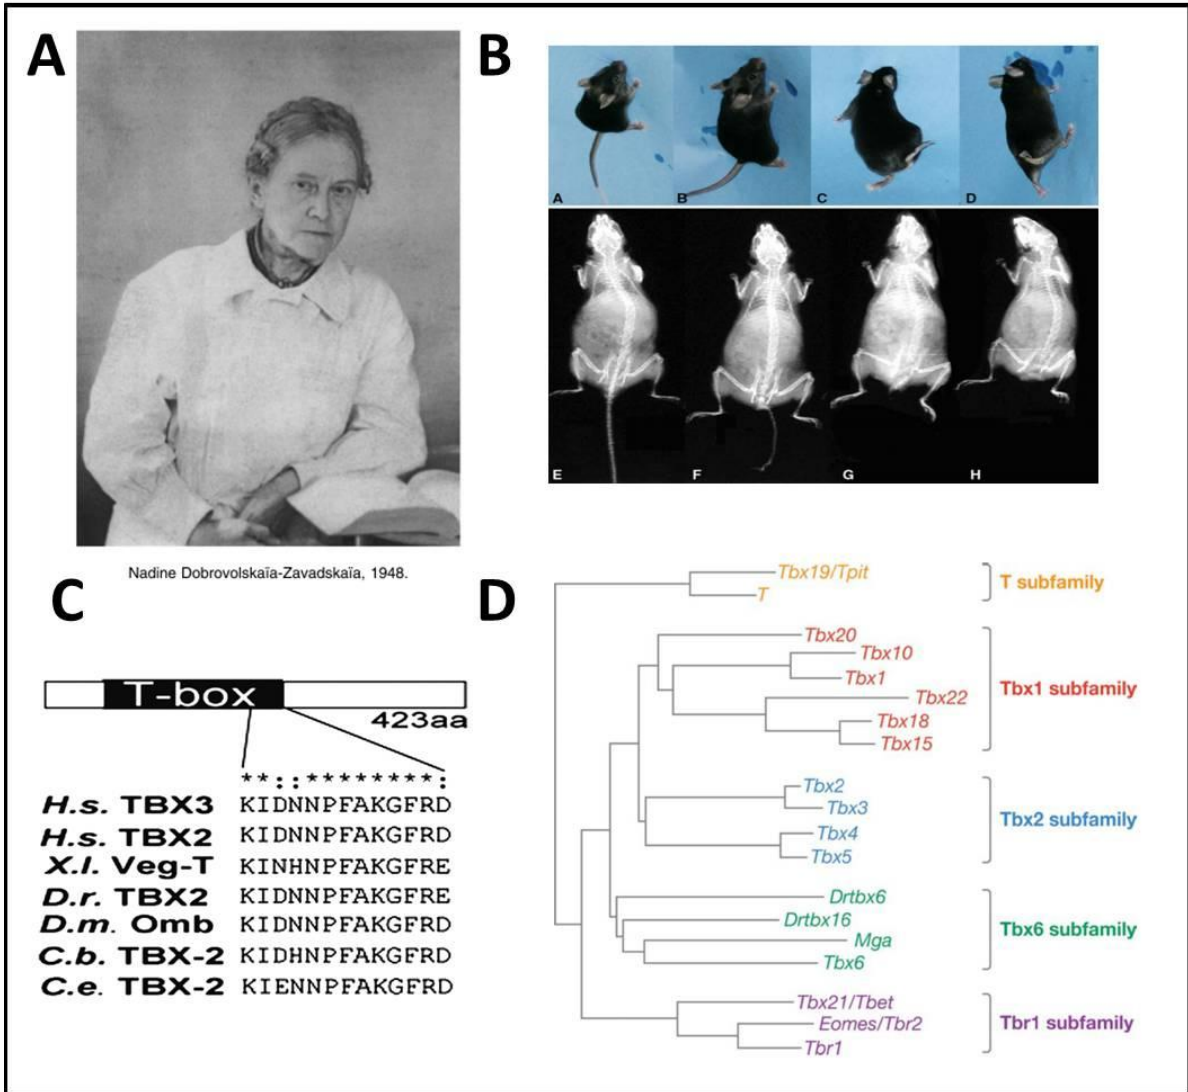 A
Nadine Dobrovolskaïa-Zavadskaïa, 1948.
B
A B C D
E F G H
C
T-box
423aa
**::********:
H.s. TBX3 KIDNNPFAKGFRD
H.s. TBX2 KIDNNPFAKGFRD
X.l. Veg-T KINHNPFAKGFRE
D.r. TBX2 KIDNNPFAKGFRE
D.m. Omb KIDNNPFAKGFRD
C.b. TBX-2 KIDHNPFAKGFRD
C.e. TBX-2 KIENNPFAKGFRD
D
Tbx19/Tpit
T
T subfamily
Tbx20
Tbx10
Tbx1
Tbx22
Tbx18
Tbx15
Tbx1 subfamily
Tbx2
Tbx3
Tbx4
Tbx5
Tbx2 subfamily
Drtbx6
Drtbx16
Mga
Tbx6
Tbx6 subfamily
Tbx21/Tbet
Eomes/Tbr2
Tbr1
Tbr1 subfamily